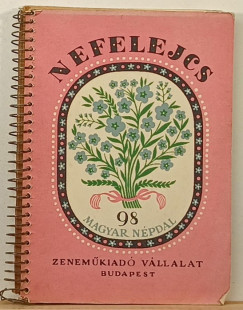 NEFELEJCS
98
MAGYAR NÉPDAL
ZENEMŰKIADÓ VÁLLALAT
BUDAPEST